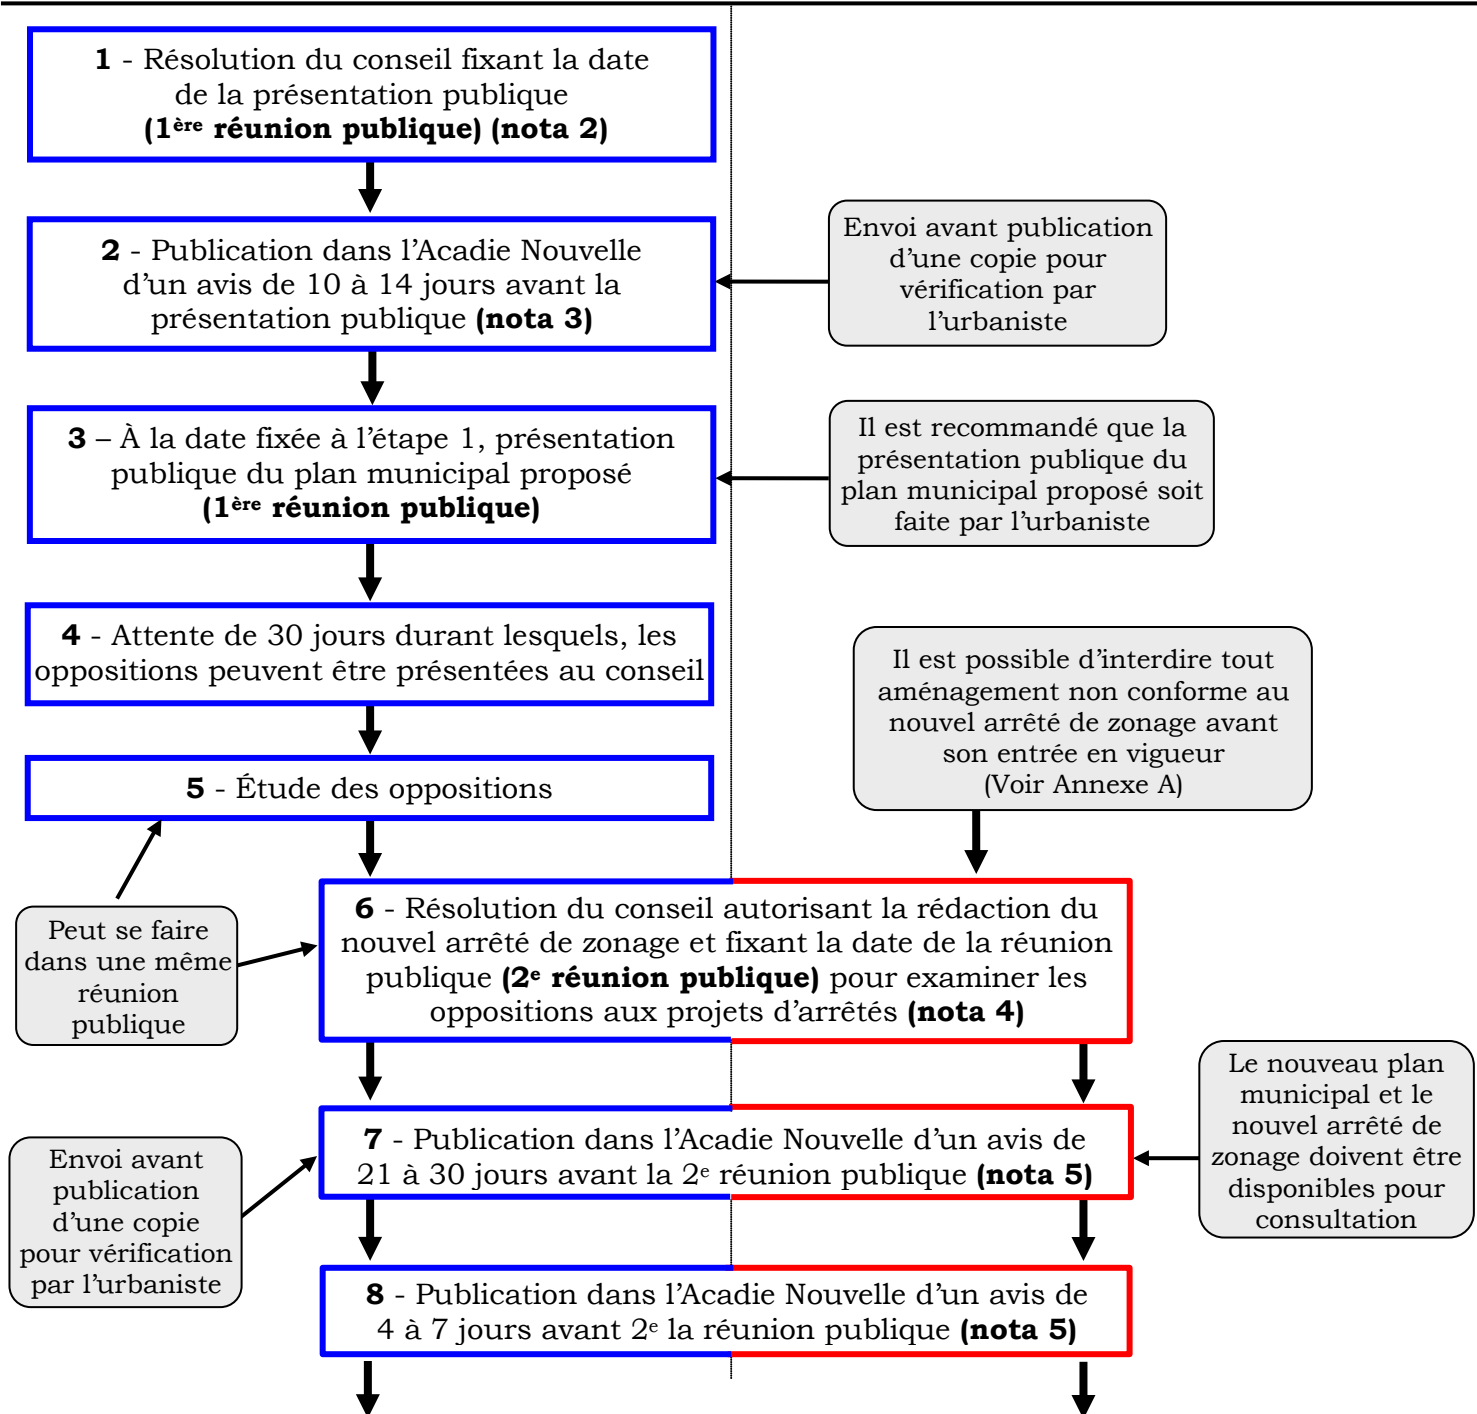 1 - Résolution du conseil fixant la date
de la présentation publique
(1ère réunion publique) (nota 2)
2 - Publication dans l’Acadie Nouvelle
d’un avis de 10 à 14 jours avant la
présentation publique (nota 3)
Envoi avant publication
d’une copie pour
vérification par
l’urbaniste
3 – À la date fixée à l’étape 1, présentation
publique du plan municipal proposé
(1ère réunion publique)
Il est recommandé que la
présentation publique du
plan municipal proposé soit
faite par l’urbaniste
4 - Attente de 30 jours durant lesquels, les
oppositions peuvent être présentées au conseil
Il est possible d’interdire tout
aménagement non conforme au
nouvel arrêté de zonage avant
son entrée en vigueur
(Voir Annexe A)
5 - Étude des oppositions
Peut se faire
dans une même
réunion
publique
6 - Résolution du conseil autorisant la rédaction du
nouvel arrêté de zonage et fixant la date de la réunion
publique (2e réunion publique) pour examiner les
oppositions aux projets d’arrêtés (nota 4)
Envoi avant
publication
d’une copie
pour vérification
par l’urbaniste
7 - Publication dans l’Acadie Nouvelle d’un avis de
21 à 30 jours avant la 2e réunion publique (nota 5)
Le nouveau plan
municipal et le
nouvel arrêté de
zonage doivent être
disponibles pour
consultation
8 - Publication dans l’Acadie Nouvelle d’un avis de
4 à 7 jours avant 2e la réunion publique (nota 5)